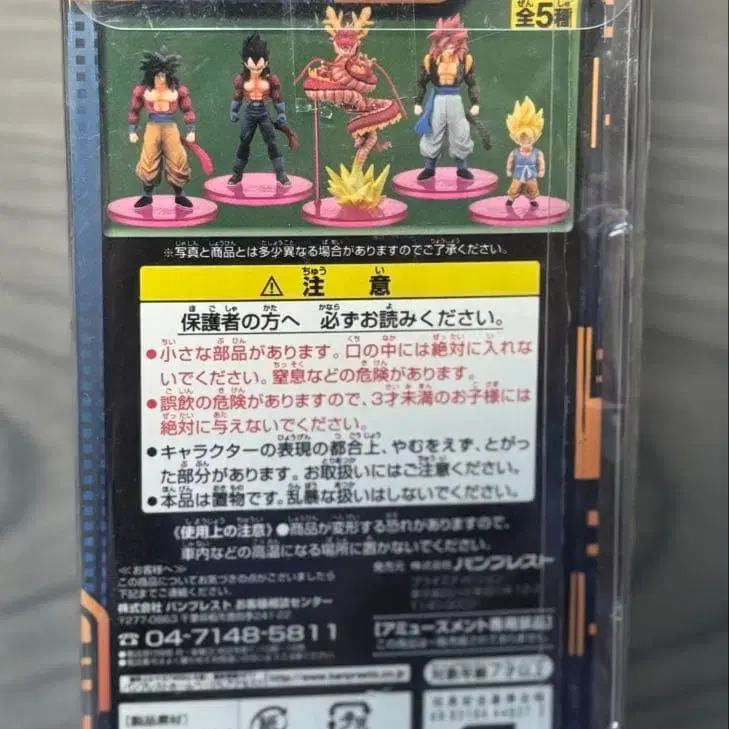 全5種
※写真と商品とは多少異なる場合がありますのでご了承ください。
⚠ 注意
保護者の方へ 必ずお読みください。
●小さな部品があります。口の中には絶対に入れな
いでください。窒息などの危険があります。
●誤飲の危険がありますので、3才未満のお子様には
絶対に与えないでください。
●キャラクターの表現の都合上、やむをえず、とがっ
た部分があります。お取扱いにはご注意ください。
●本品は置物です。乱暴な扱いはしないでください。
《使用上の注意》●商品が変形する恐れがありますので、
車内などの高温になる場所に置かないでください。
≪お客様へ≫
この商品についてお気づきの点がございましたら
下記までご連絡ください。
発売元 株式会社 バンプレスト
株式会社 バンプレスト お客様相談センター
☎04-7148-5811
【アミューズメント専用景品】
対象年齢7才以上
【製品素材】